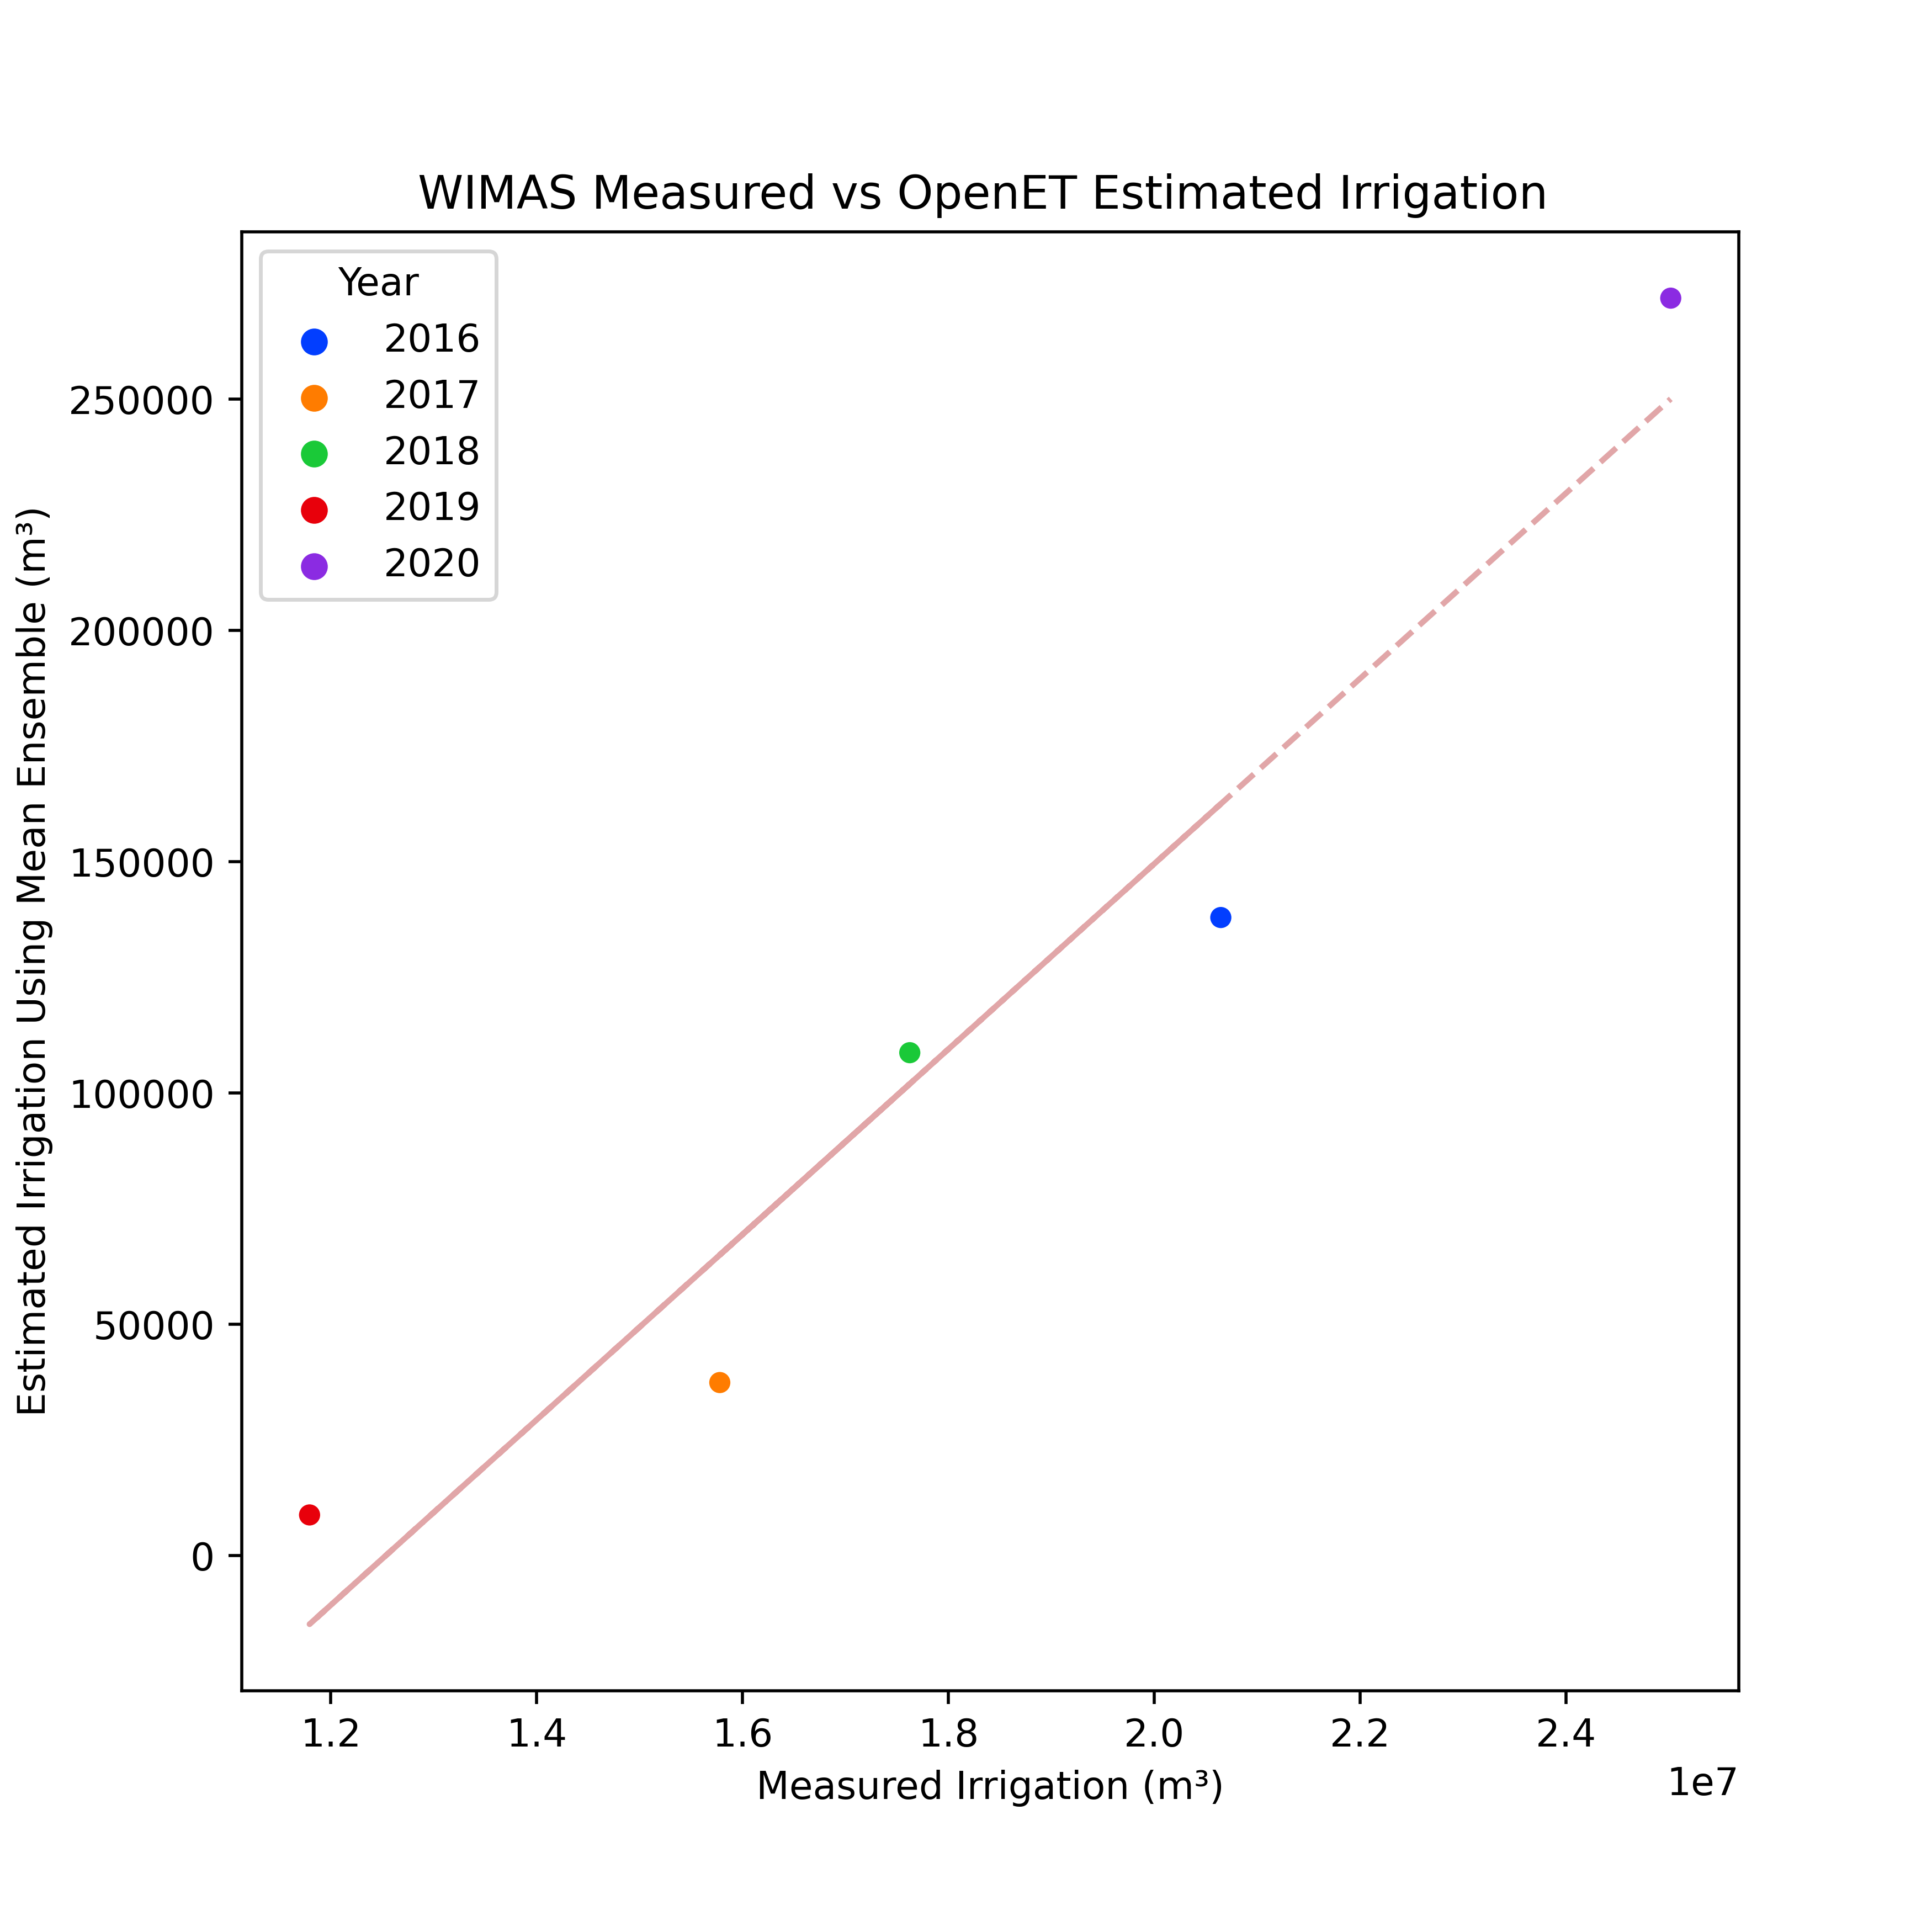 WIMAS Measured vs OpenET Estimated Irrigation
Year
2016
2017
2018
2019
2020
Estimated Irrigation Using Mean Ensemble (m³)
250000
200000
150000
100000
50000
0
1.2 1.4 1.6 1.8 2.0 2.2 2.4
1e7
Measured Irrigation (m³)